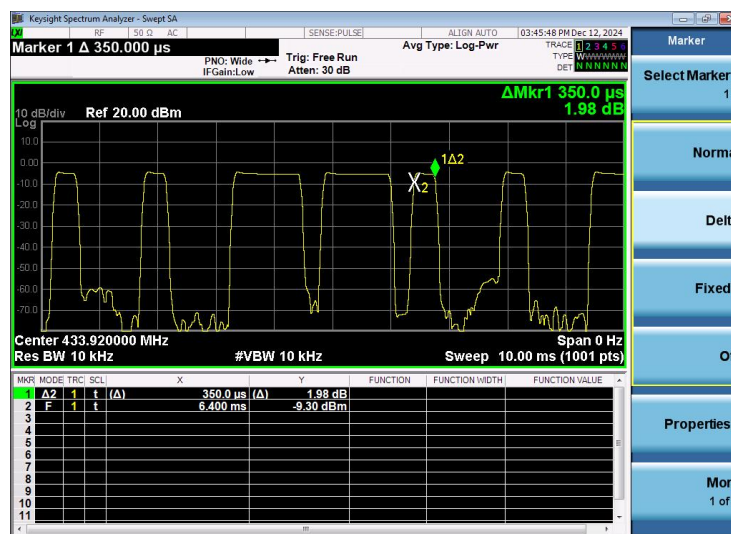 Keysight Spectrum Analyzer - Swept SA
LXI RF 50 Ω AC SENSE:PULSE ALIGN AUTO 03:45:48 PM Dec 12, 2024
Marker 1 Δ 350.000 µs
PNO: Wide
IFGain:Low
Trig: Free Run
Atten: 30 dB
Avg Type: Log-Pwr
TRACE 1 2 3 4 5 6
TYPE WWWWWW
DET N N N N N N
ΔMkr1 350.0 µs
1.98 dB
10 dB/div Ref 20.00 dBm
Log
10.0
0.00
-10.0
-20.0
-30.0
-40.0
-50.0
-60.0
-70.0
1Δ2
X2
Center 433.920000 MHz
Span 0 Hz
Res BW 10 kHz #VBW 10 kHz Sweep 10.00 ms (1001 pts)
MKR MODE TRC SCL X Y FUNCTION FUNCTION WIDTH FUNCTION VALUE
1 Δ2 1 t (Δ) 350.0 µs (Δ) 1.98 dB
2 F 1 t 6.400 ms -9.30 dBm
3
4
5
6
7
8
9
10
11
Marker
Select Marker
1
Norma
Delt
Fixed
O
Properties
Mor
1 of